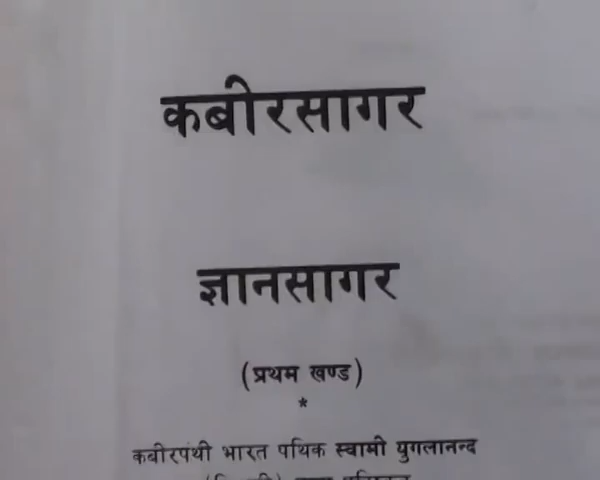 कबीरसागर
ज्ञानसागर
(प्रथम खण्ड)
*
कबीरपंथी भारत पथिक स्वामी युगलानन्द